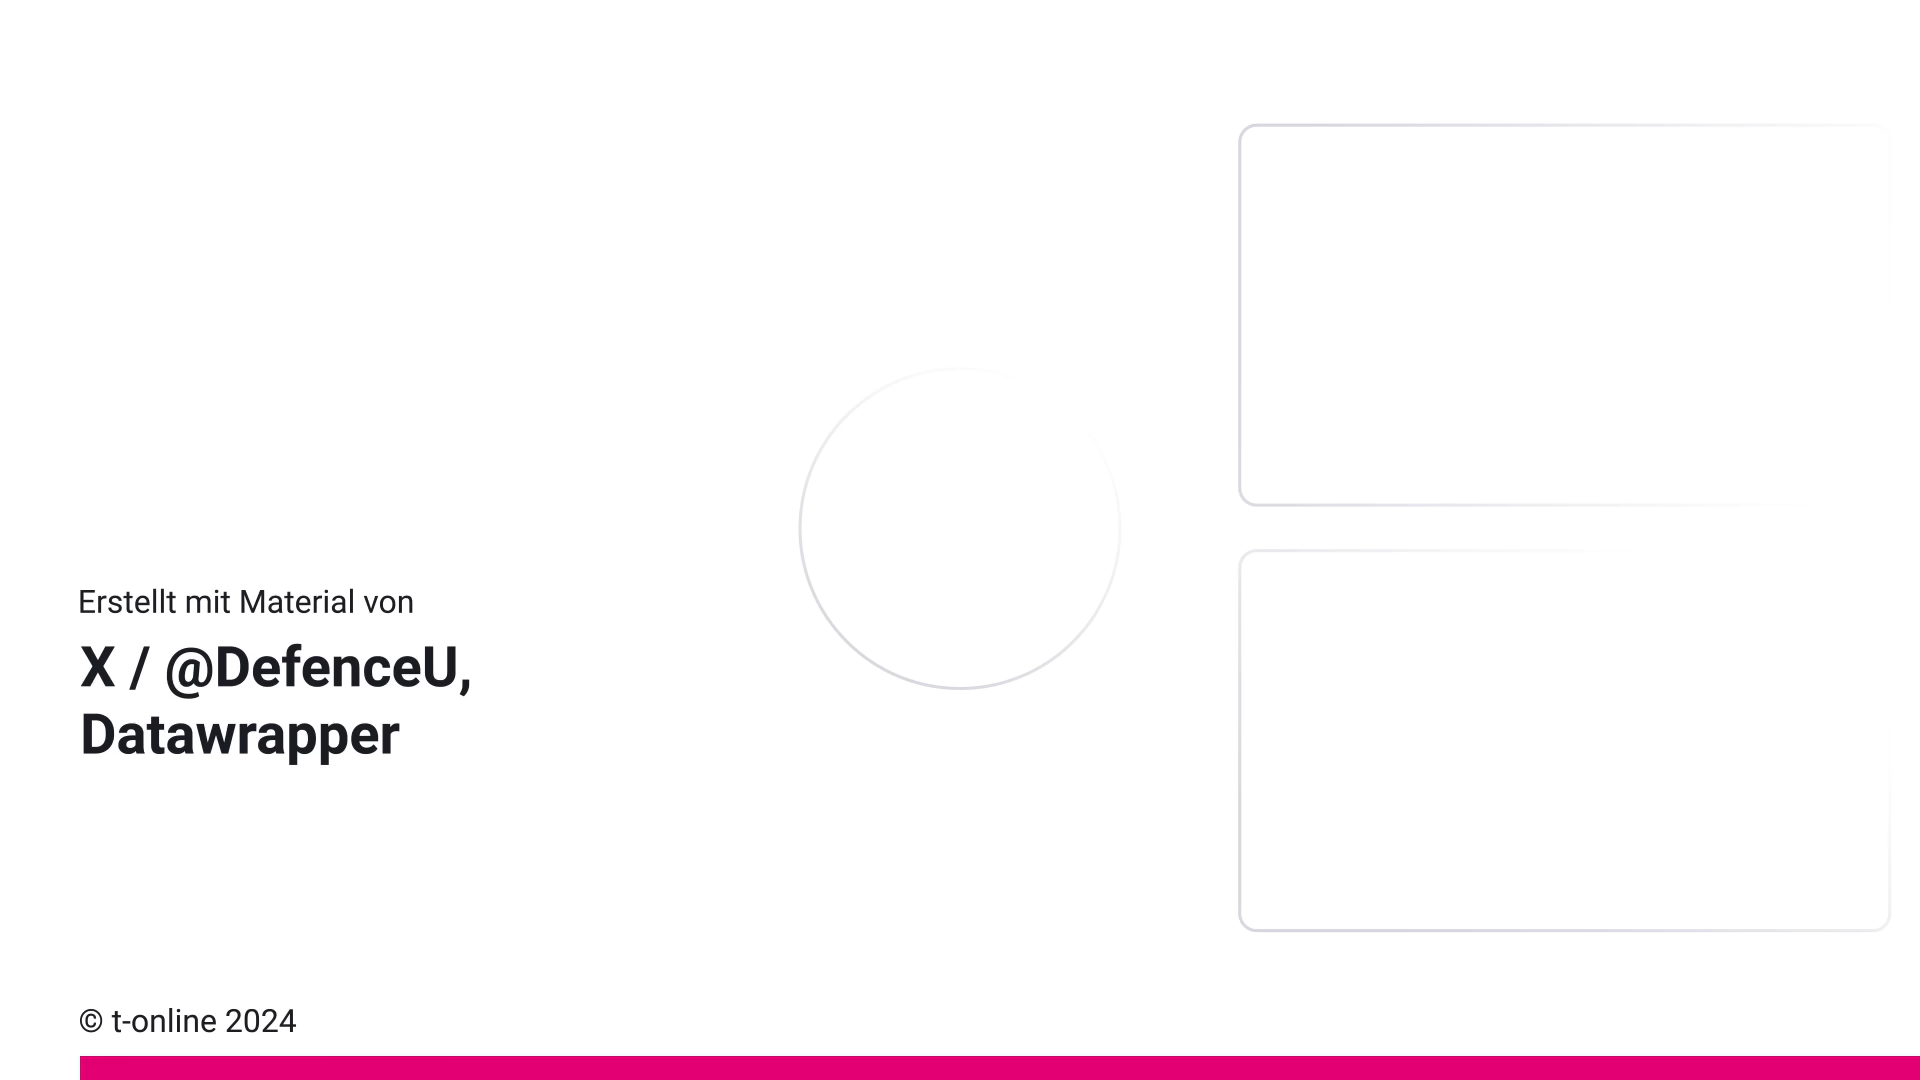 Erstellt mit Material von
X / @DefenceU,
Datawrapper
© t-online 2024